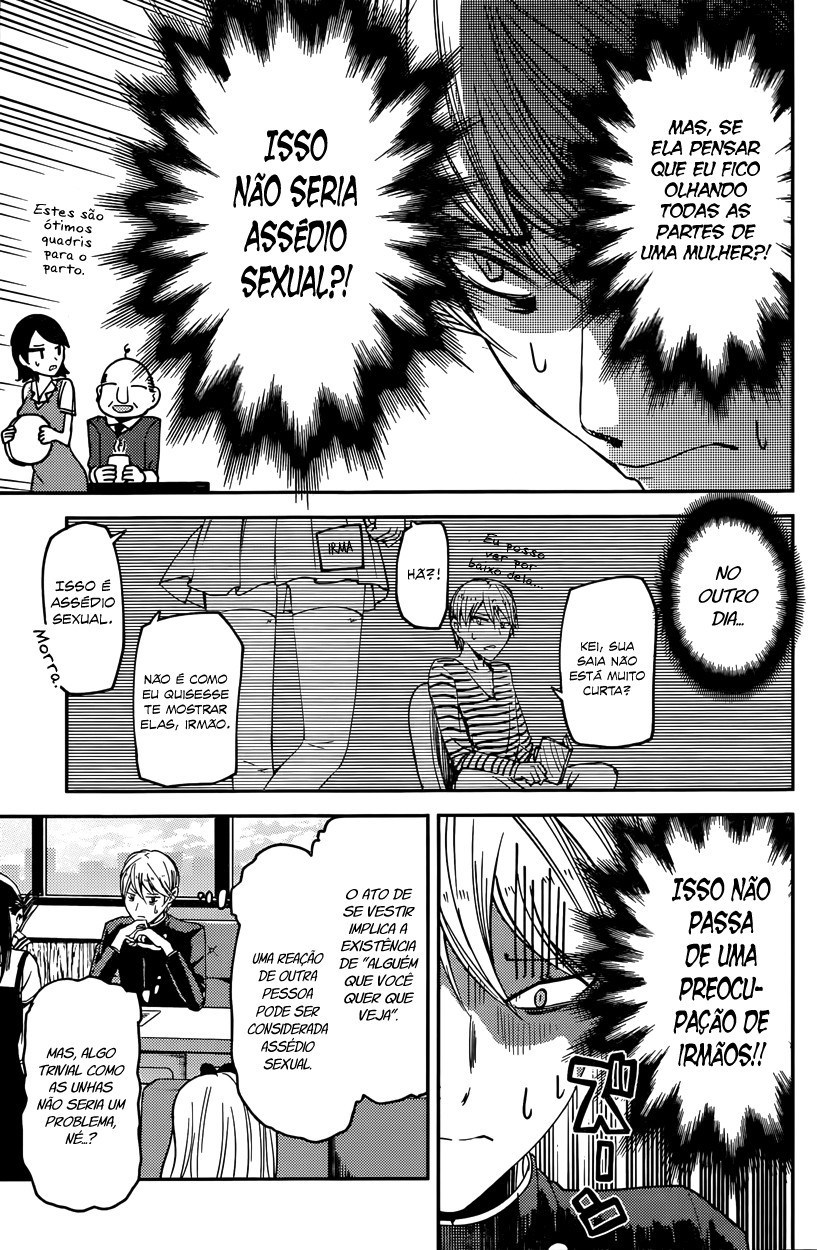 MAS, SE
ELA PENSAR
QUE EU FICO
OLHANDO
TODAS AS
PARTES DE
UMA MULHER?!
ISSO
NÃO SERIA
ASSÉDIO
SEXUAL?!
Estes são
ótimos
quadris
para o
parto.
NO
OUTRO
DIA...
KEI, SUA
SAIA NÃO
ESTÁ MUITO
CURTA?
Eu posso
ver por
baixo dela...
HÃ?!
IRMA
NÃO É COMO
EU QUISESSE
TE MOSTRAR
ELAS, IRMÃO.
ISSO É
ASSÉDIO
SEXUAL.
Morra.
ISSO NÃO
PASSA
DE UMA
PREOCU-
PAÇÃO DE
IRMÃOS!!
ズーん
O ATO DE
SE VESTIR
IMPLICA A
EXISTÊNCIA
DE "ALGUÉM
QUE VOCÊ
QUER QUE
VEJA".
UMA REAÇÃO
DE OUTRA
PESSOA
PODE SER
CONSIDERADA
ASSÉDIO
SEXUAL.
MAS, ALGO
TRIVIAL COMO
AS UNHAS
NÃO SERIA UM
PROBLEMA,
NÉ...?